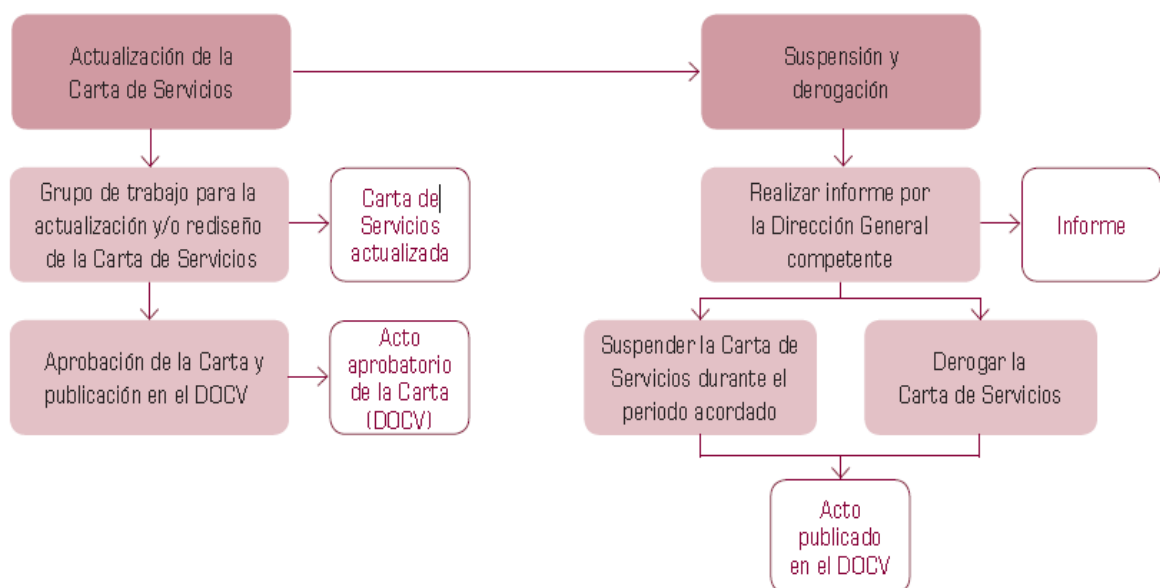 Actualización de la
Carta de Servicios
Suspensión y
derogación
Grupo de trabajo para la
actualización y/o rediseño
de la Carta de Servicios
Carta de
Servicios
actualizada
Realizar informe por
la Dirección General
competente
Informe
Aprobación de la Carta y
publicación en el DOCV
Acto
aprobatorio
de la Carta
(DOCV)
Suspender la Carta de
Servicios durante el
periodo acordado
Derogar la
Carta de Servicios
Acto
publicado
en el DOCV